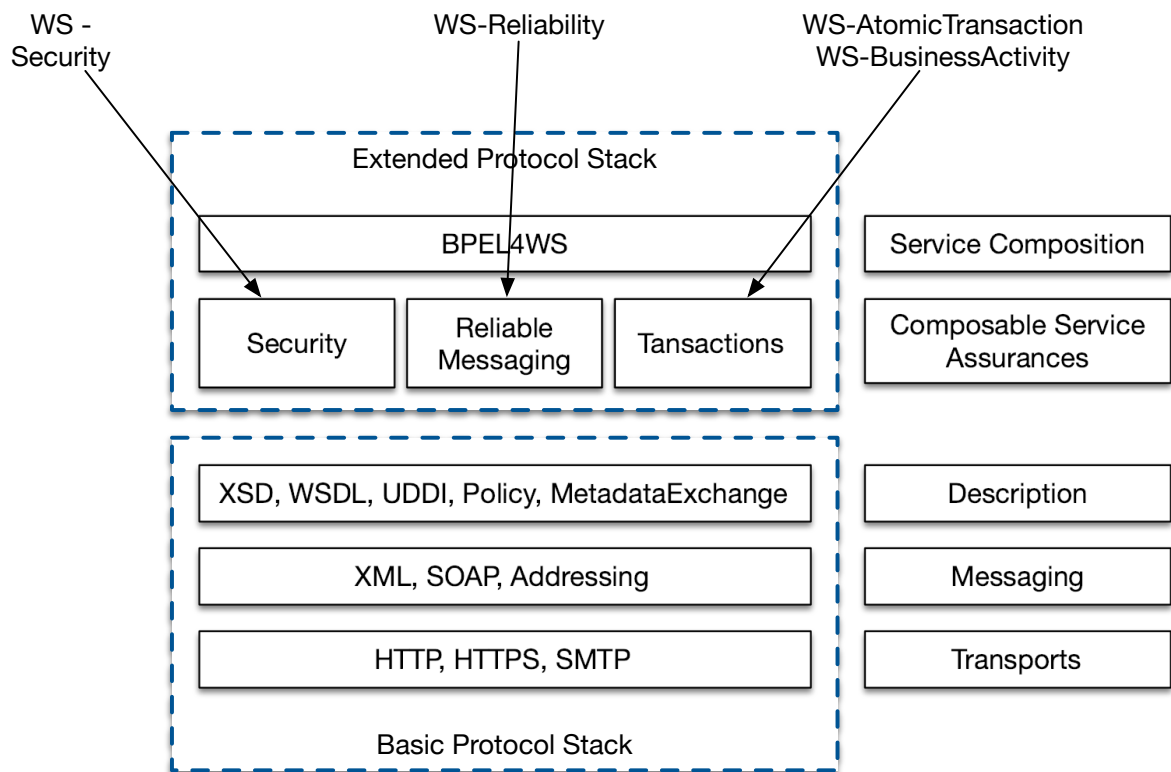 WS -
Security
WS-Reliability
WS-AtomicTransaction
WS-BusinessActivity
Extended Protocol Stack
BPEL4WS
Service Composition
Security
Reliable
Messaging
Tansactions
Composable Service
Assurances
XSD, WSDL, UDDI, Policy, MetadataExchange
Description
XML, SOAP, Addressing
Messaging
HTTP, HTTPS, SMTP
Transports
Basic Protocol Stack